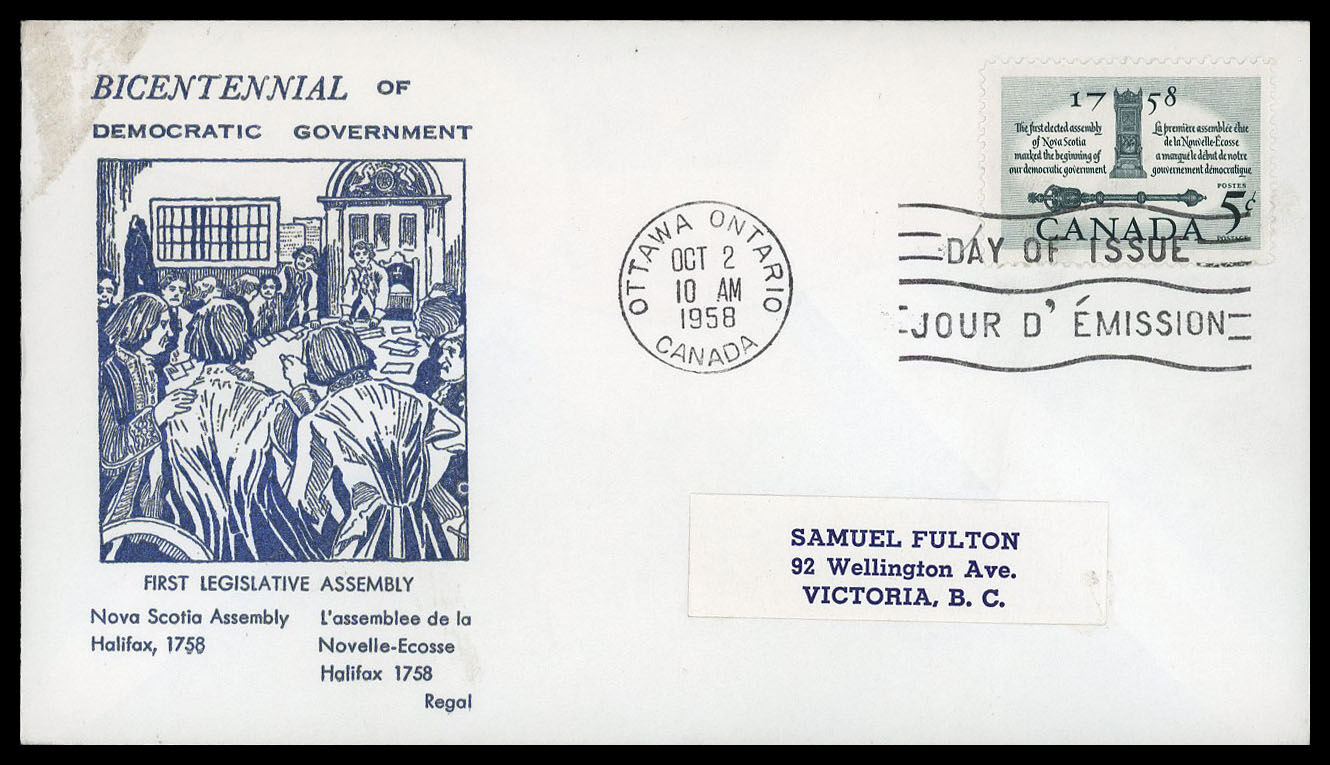 BICENTENNIAL OF
DEMOCRATIC GOVERNMENT
FIRST LEGISLATIVE ASSEMBLY
Nova Scotia Assembly
Halifax, 1758
L'assemblee de la
Novelle-Ecosse
Halifax 1758
Regal
OTTAWA ONTARIO
OCT 2
10 AM
1958
CANADA
17 58
The first elected assembly
of Nova Scotia
marked the beginning of
our democratic government
La première assemblée élue
de la Nouvelle-Écosse
a marqué le début de notre
gouvernement démocratique
POSTES
5¢
POSTAGE
CANADA
DAY OF ISSUE
JOUR D'ÉMISSION
SAMUEL FULTON
92 Wellington Ave.
VICTORIA, B. C.